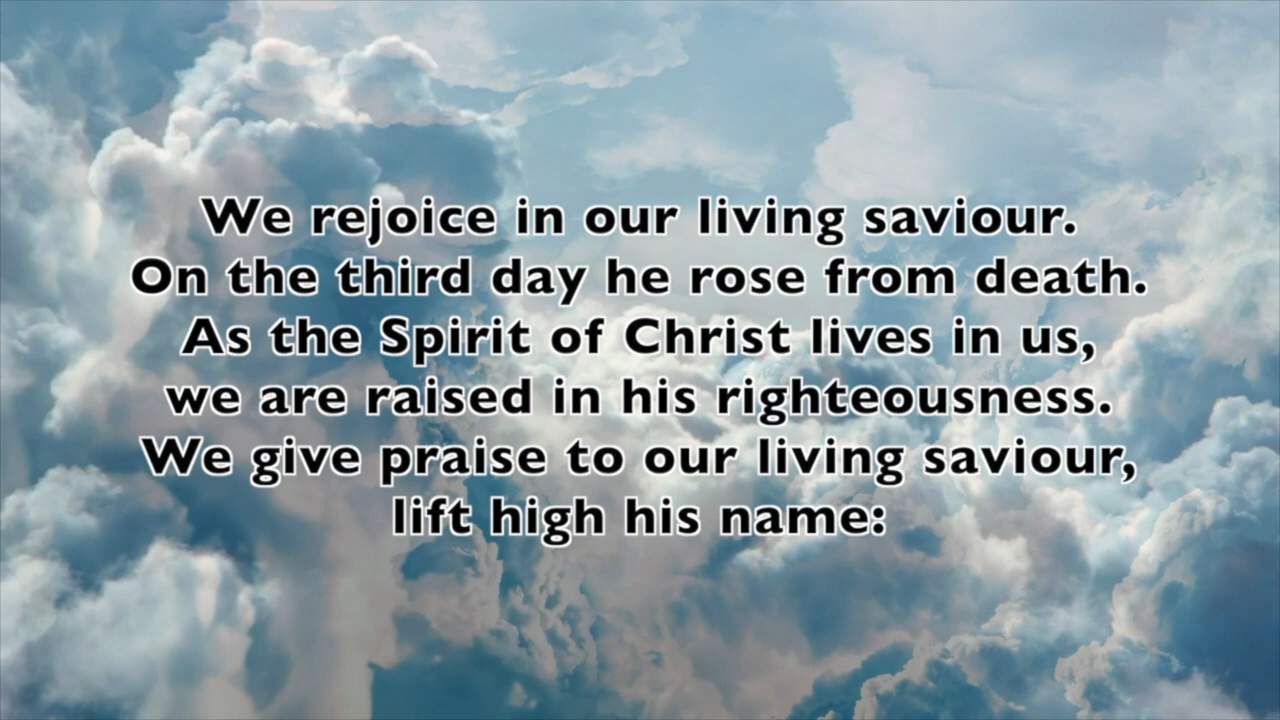 We rejoice in our living saviour.
On the third day he rose from death.
As the Spirit of Christ lives in us,
we are raised in his righteousness.
We give praise to our living saviour,
lift high his name: